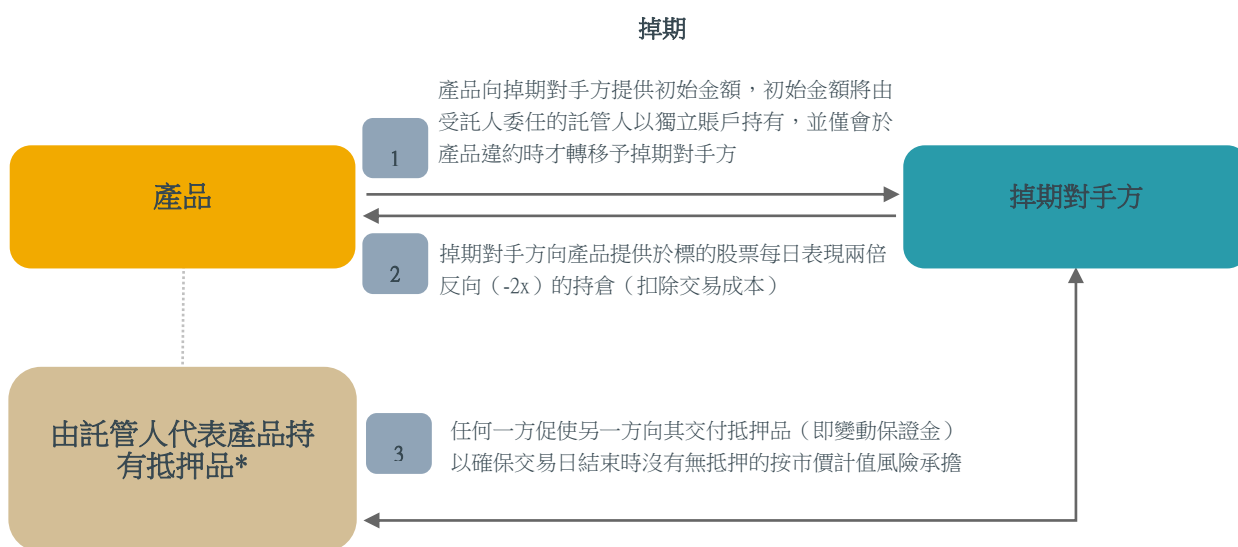 掉期
產品向掉期對手方提供初始金額，初始金額將由
受託人委任的託管人以獨立賬戶持有，並僅會於
產品違約時才轉移予掉期對手方
1
產品
掉期對手方
2
掉期對手方向產品提供於標的股票每日表現兩倍
反向（-2x）的持倉（扣除交易成本）
由託管人代表產品持
有抵押品*
3
任何一方促使另一方向其交付抵押品（即變動保證金）
以確保交易日結束時沒有無抵押的按市價計值風險承擔